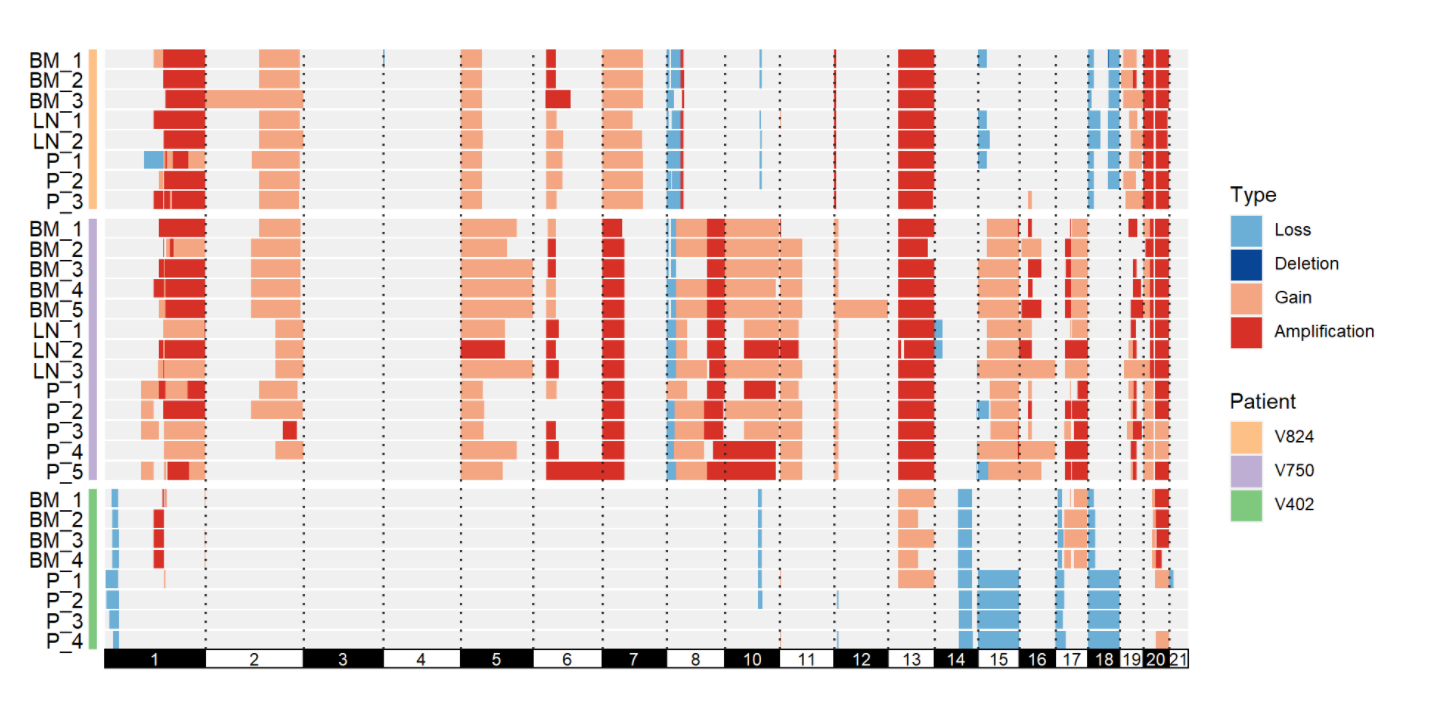 BM_1
BM_2
BM_3
LN_1
LN_2
P_1
P_2
P_3
BM_1
BM_2
BM_3
BM_4
BM_5
LN_1
LN_2
LN_3
P_1
P_2
P_3
P_4
P_5
BM_1
BM_2
BM_3
BM_4
P_1
P_2
P_3
P_4
1 2 3 4 5 6 7 8 10 11 12 13 14 15 16 17 18 19 20 21
Type
Loss
Deletion
Gain
Amplification
Patient
V824
V750
V402